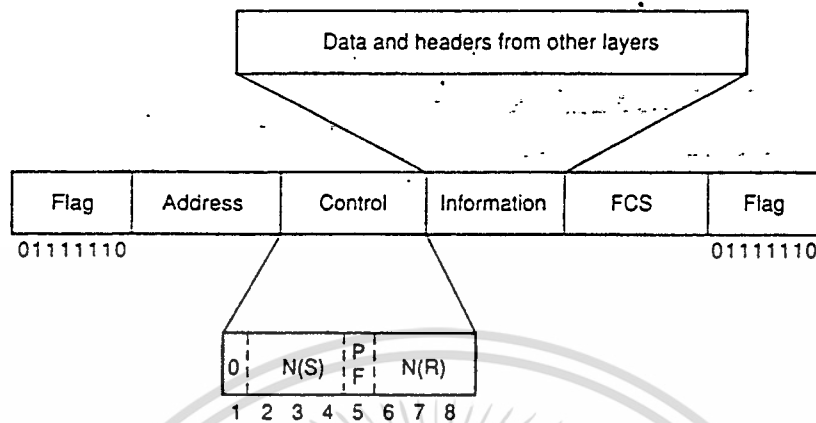 Data and headers from other layers
Flag Address Control Information FCS Flag
01111110 01111110
0 N(S) P F N(R)
1 2 3 4 5 6 7 8